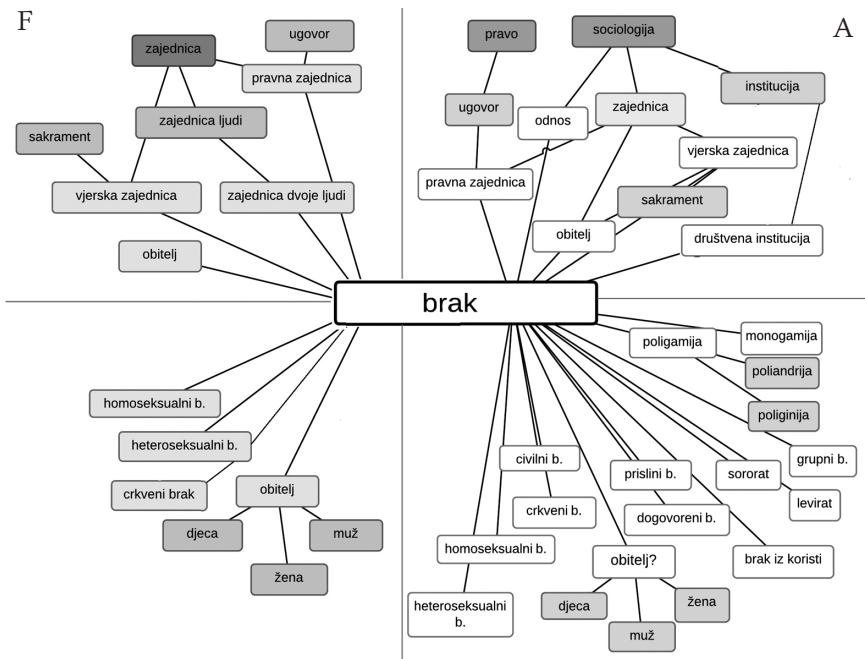 F
A
ugovor
zajednica
pravna zajednica
zajednica ljudi
sakrament
vjerska zajednica
zajednica dvoje ljudi
obitelj
pravo
sociologija
institucija
ugovor
odnos
zajednica
vjerska zajednica
pravna zajednica
sakrament
obitelj
društvena institucija
brak
homoseksualni b.
heteroseksualni b.
crkveni brak
obitelj
djeca
muž
žena
poligamija
monogamija
poliandrija
poliginija
civilni b.
prislini b.
sororat
grupni b.
levirat
crkveni b.
dogovoreni b.
homoseksualni b.
obitelj?
brak iz koristi
heteroseksualni
b.
djeca
žena
muž